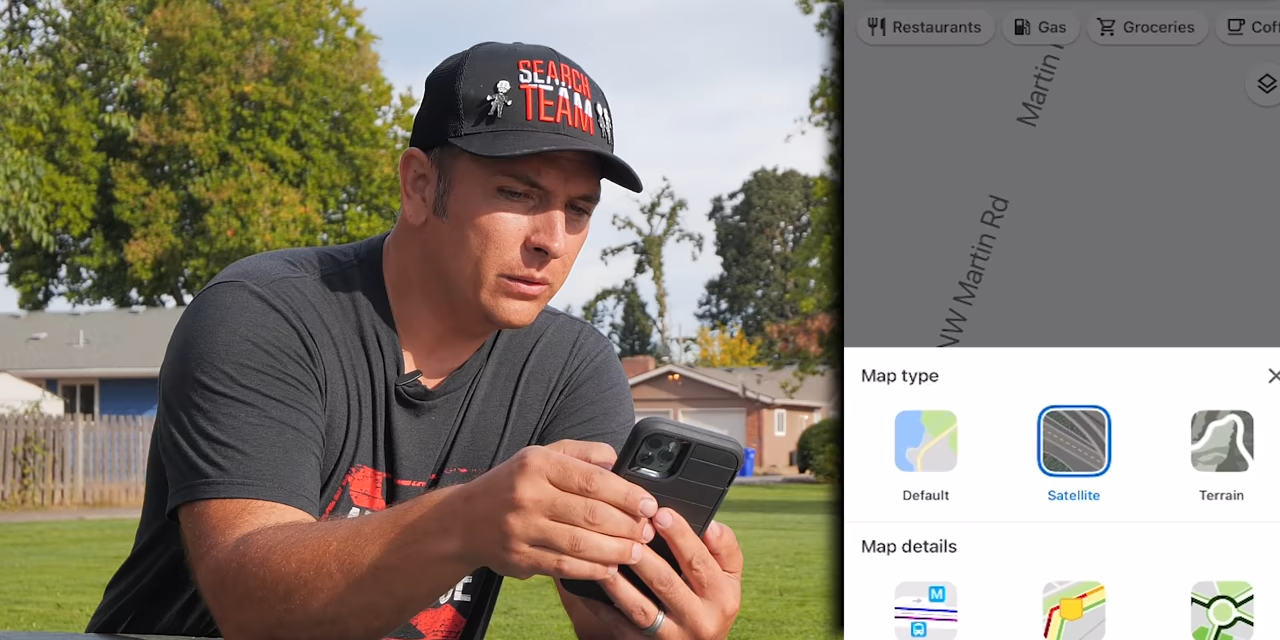 SEARCH
TEAM
Restaurants
Gas
Groceries
Martin
NW Martin Rd
Map type
Default
Satellite
Terrain
Map details
M